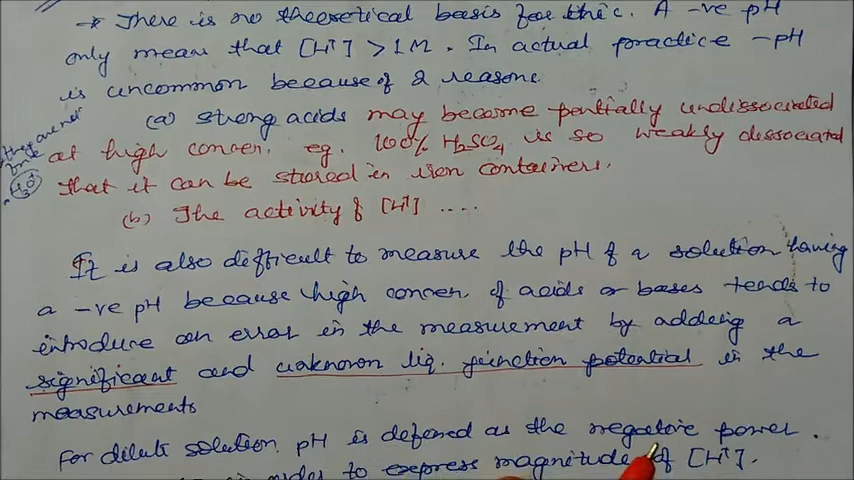 → There is no theoretical basis for this. A -ve pH
only means that [H⁺] > 1M. In actual practice -pH
is uncommon because of 2 reasons
(a) strong acids may become partially undissociated
at high concn. eg. 100% H₂SO₄ is so weakly dissociated
that it can be stored in iron containers.
(b) The activity of [H⁺] ....
It is also difficult to measure the pH of a solution having
a -ve pH because high concn. of acids or bases tends to
introduce an error in the measurement by adding a
significant and unknown liq. junction potential in the
measurements
For dilute solution pH is defined as the negative power
in order to express magnitude of [H⁺].